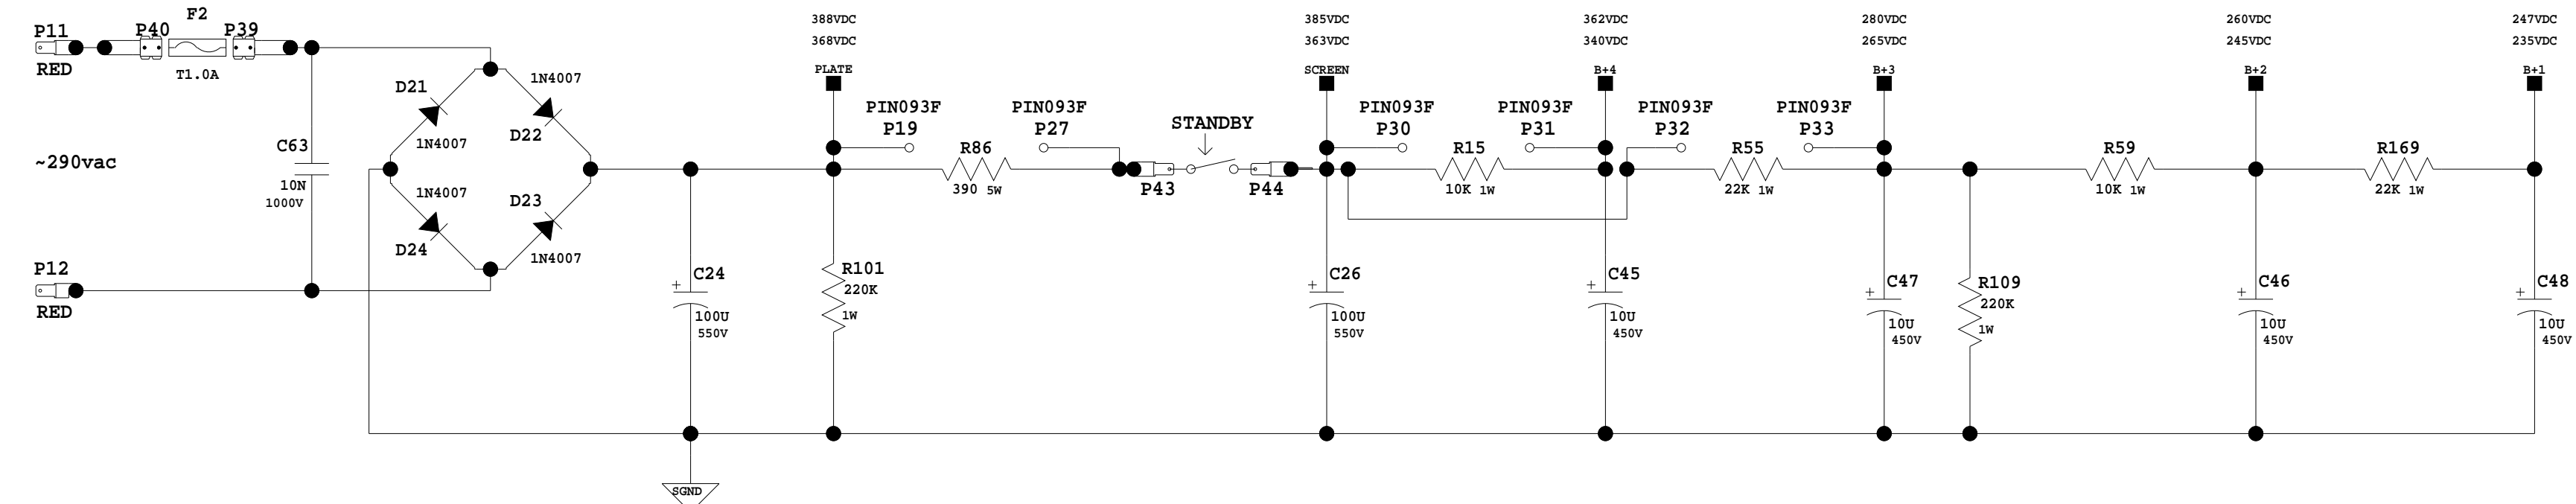 F2
P11
P40
P39
RED
T1.0A
388VDC
368VDC
PLATE
385VDC
363VDC
SCREEN
362VDC
340VDC
B+4
280VDC
265VDC
B+3
260VDC
245VDC
B+2
247VDC
235VDC
B+1
D21
1N4007
1N4007
D22
C63
10N
1000V
~290vac
1N4007
D23
D24
1N4007
PIN093F
P19
R86
390 5W
PIN093F
P27
STANDBY
P43
P44
PIN093F
P30
R15
10K 1W
PIN093F
P31
PIN093F
P32
R55
22K 1W
PIN093F
P33
R59
10K 1W
R169
22K 1W
P12
RED
C24
+
100U
550V
R101
220K
1W
C26
+
100U
550V
C45
+
10U
450V
C47
+
10U
450V
R109
220K
1W
C46
+
10U
450V
C48
+
10U
450V
SGND